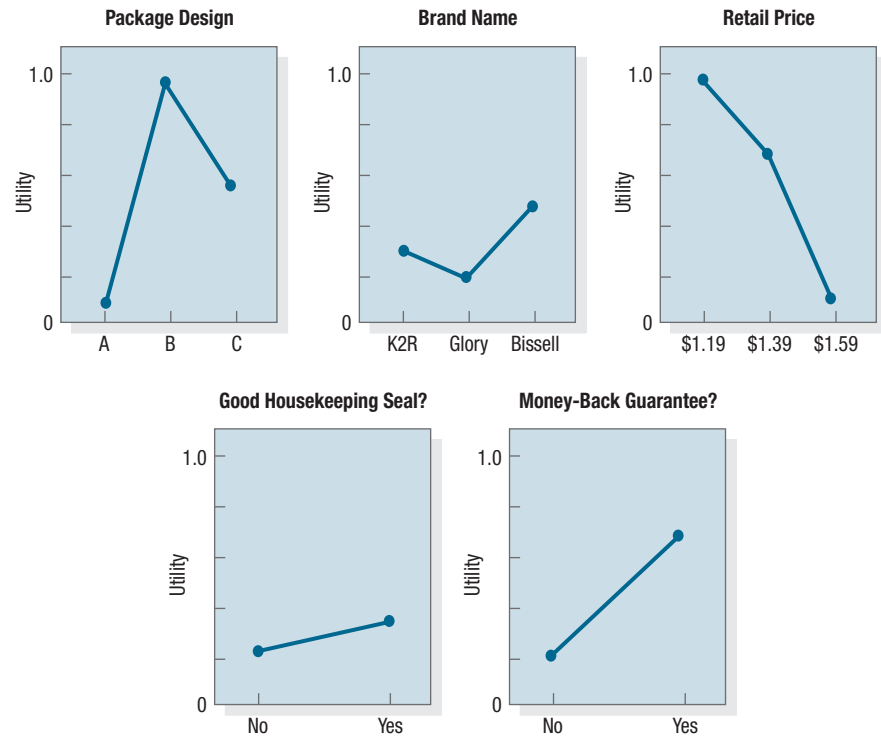 Package Design
1.0
Utility
0
A B C
Brand Name
1.0
Utility
0
K2R Glory Bissell
Retail Price
1.0
Utility
0
$1.19 $1.39 $1.59
Good Housekeeping Seal?
1.0
Utility
0
No Yes
Money-Back Guarantee?
1.0
Utility
0
No Yes